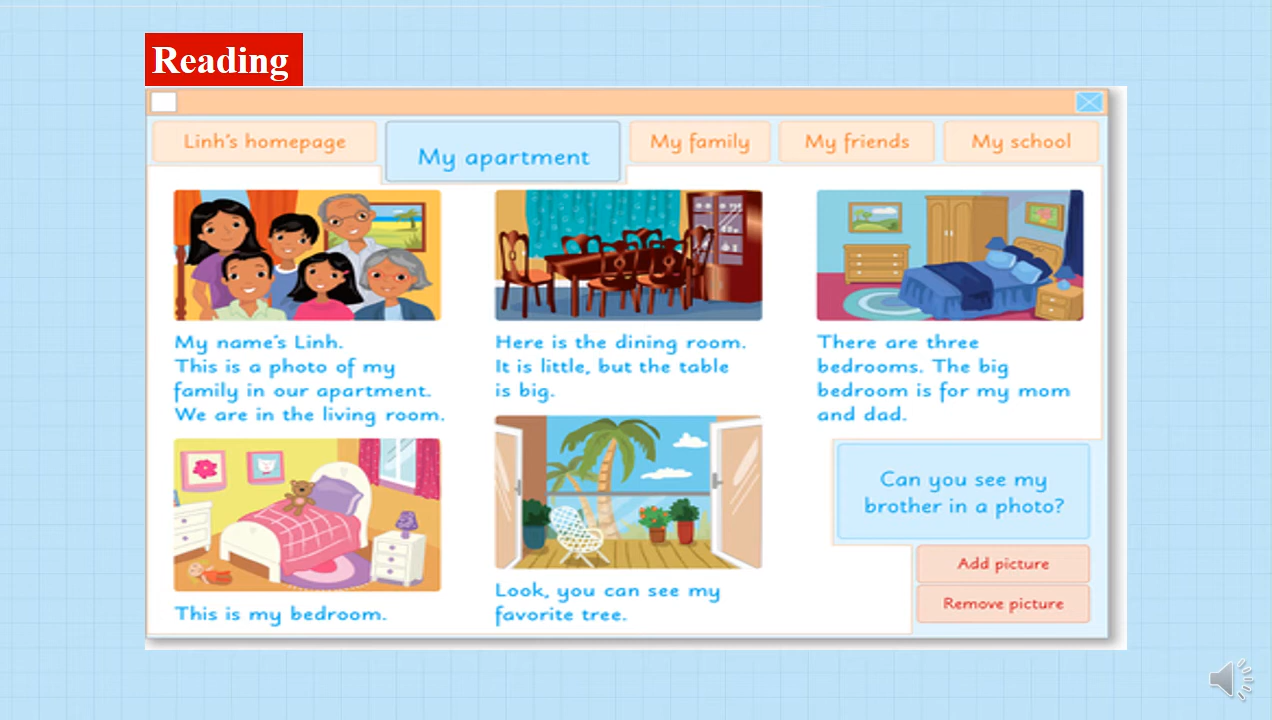 Reading
Linh's homepage
My apartment
My family
My friends
My school
My name's Linh.
This is a photo of my
family in our apartment.
We are in the living room.
Here is the dining room.
It is little, but the table
is big.
There are three
bedrooms. The big
bedroom is for my mom
and dad.
This is my bedroom.
Look, you can see my
favorite tree.
Can you see my
brother in a photo?
Add picture
Remove picture